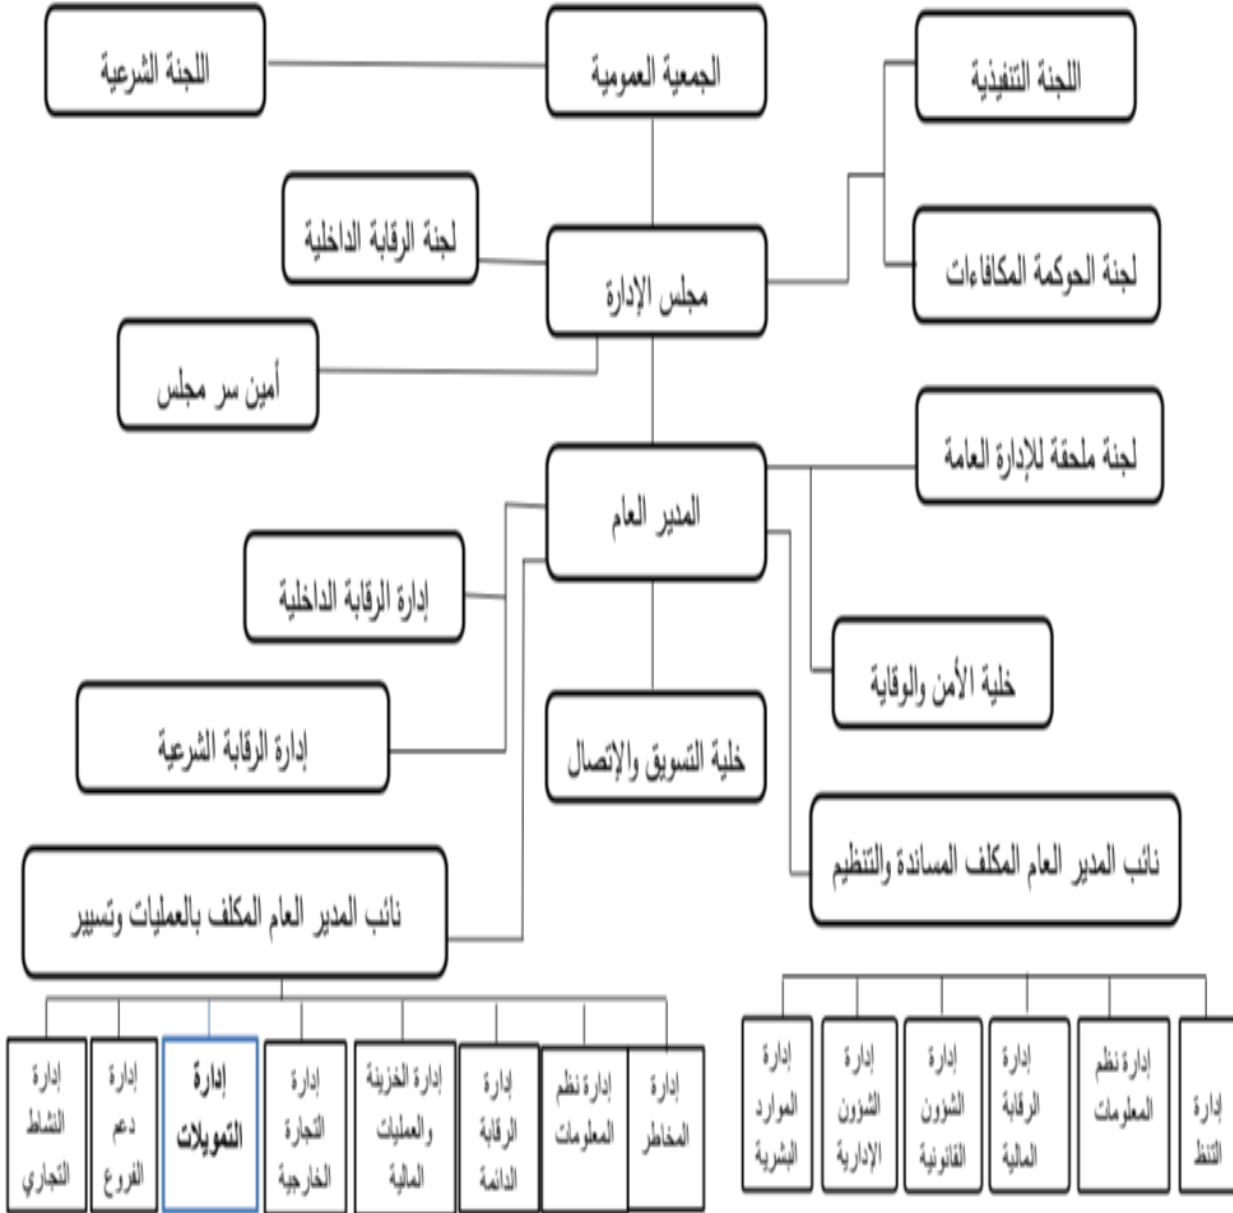 اللجنة التنفيذية
الجمعية العمومية
اللجنة الشرعية
لجنة الحوكمة المكافاءات
مجلس الإدارة
لجنة الرقابة الداخلية
أمين سر مجلس
لجنة ملحقة للإدارة العامة
المدير العام
إدارة الرقابة الداخلية
خلية الأمن والوقاية
خلية التسويق والإتصال
إدارة الرقابة الشرعية
نائب المدير العام المكلف المساندة والتنظيم
نائب المدير العام المكلف بالعمليات وتسيير
إدارة
التنظ
إدارة نظم
المعلومات
إدارة
الرقابة
المالية
إدارة
الشؤون
القانونية
إدارة
الشؤون
الإدارية
إدارة
الموارد
البشرية
إدارة
المخاطر
إدارة نظم
المعلومات
إدارة
الرقابة
الدائمة
إدارة الخزينة
والعمليات
المالية
إدارة
التجارة
الخارجية
إدارة
التمويلات
إدارة
دعم
الفروع
إدارة
النشاط
التجاري